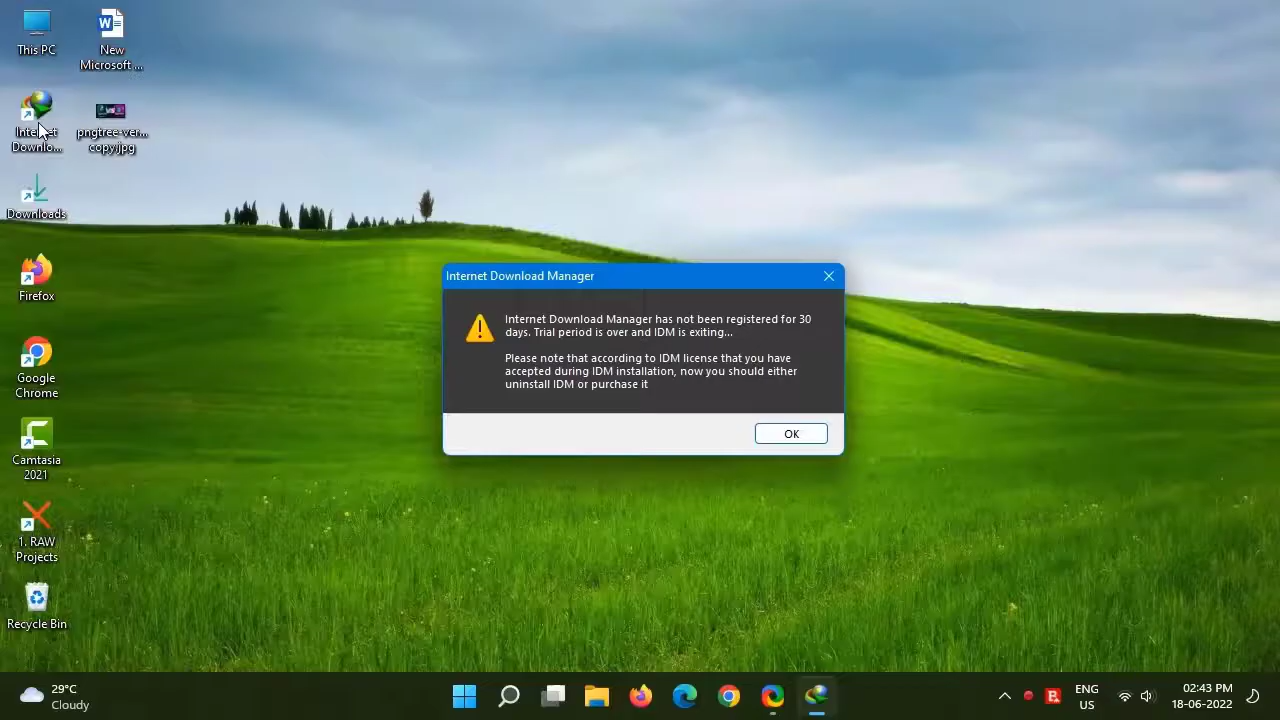 This PC
New
Microsoft ...
Internet
Downlo...
pngtree-ver...
copy.jpg
Downloads
Firefox
Google
Chrome
Camtasia
2021
1. RAW
Projects
Recycle Bin
Internet Download Manager
Internet Download Manager has not been registered for 30
days. Trial period is over and IDM is exiting...
Please note that according to IDM license that you have
accepted during IDM installation, now you should either
uninstall IDM or purchase it
OK
29°C
Cloudy
ENG
US
02:43 PM
18-06-2022